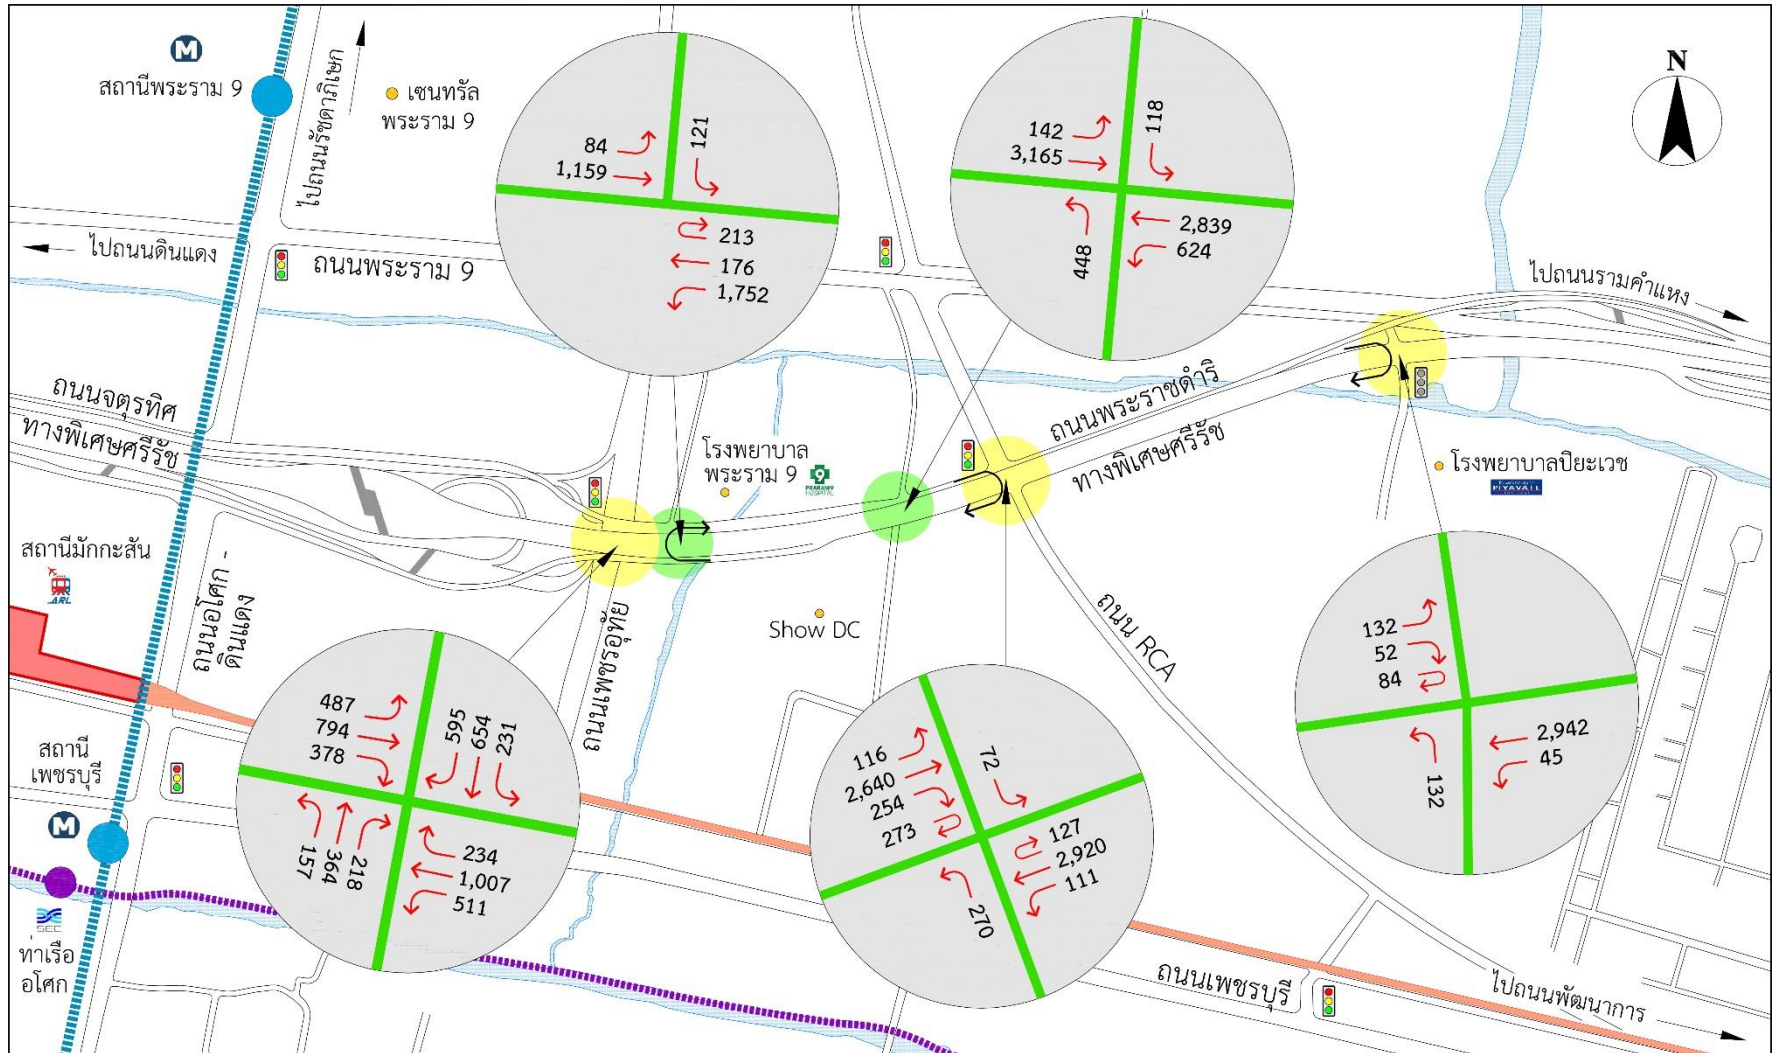 M
สถานีพระราม 9
ไปถนนรัชดาภิเษก
เซนทรัล
พระราม 9
84
1,159
121
213
176
1,752
142
3,165
118
448
2,839
624
N
ไปถนนดินแดง
ถนนพระราม 9
ไปถนนรามคำแหง
ถนนจตุรทิศ
ทางพิเศษศรีรัช
โรงพยาบาล
พระราม 9
9
PRARAM 9
HOSPITAL
ถนนพระราชดำริ
ทางพิเศษศรีรัช
โรงพยาบาลปิยะเวช
PIYAVATE
สถานีมักกะสัน
ARL
ถนนอโศก -
ดินแดง
ถนนเพชรอุทัย
Show DC
ถนน RCA
132
52
84
2,942
45
132
487
794
378
595
654
231
157
364
218
234
1,007
511
116
2,640
254
273
72
127
2,920
111
270
สถานี
เพชรบุรี
M
SEC
ท่าเรือ
อโศก
ถนนเพชรบุรี
ไปถนนพัฒนาการ